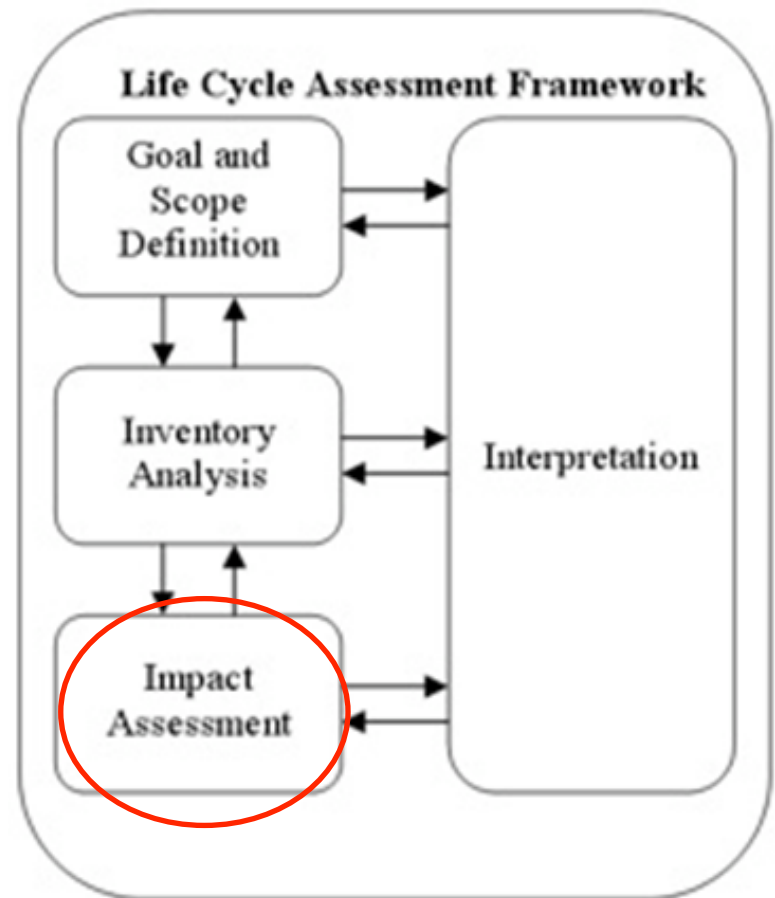 Life Cycle Assessment Framework
Goal and
Scope
Definition
Inventory
Analysis
Interpretation
Impact
Assessment